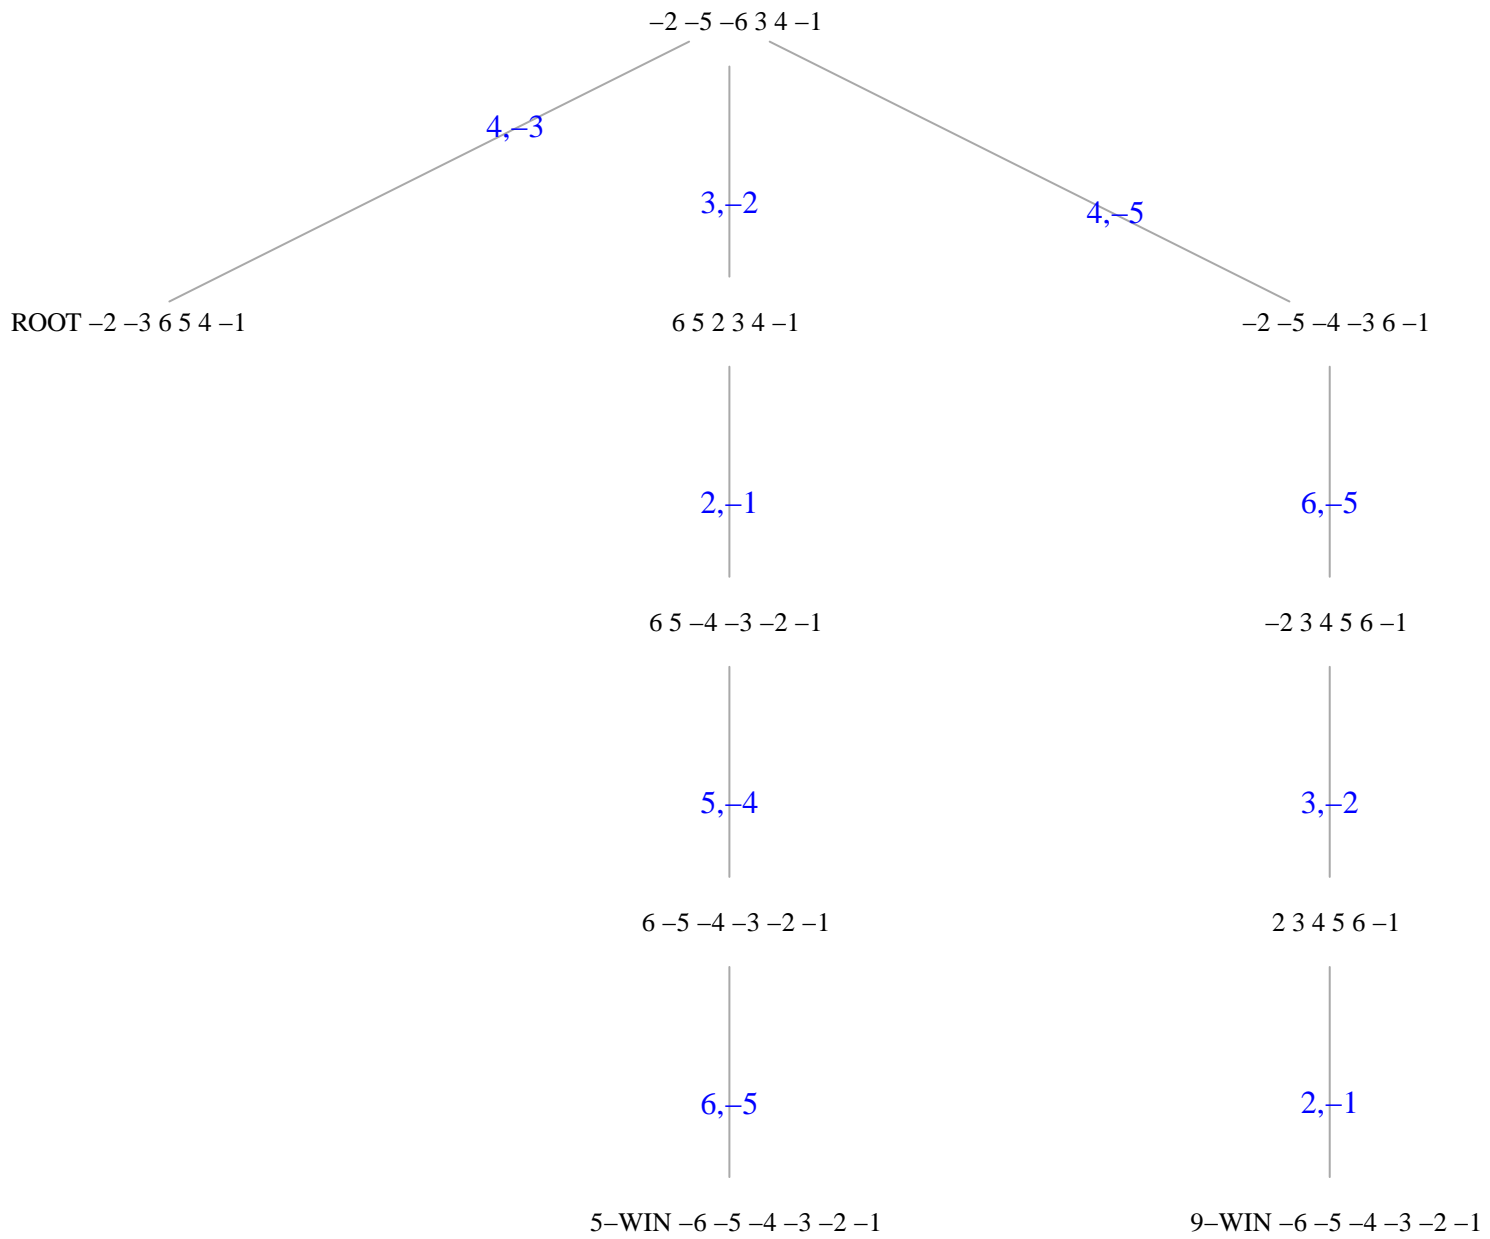 –2 –5 –6 3 4 –1
4,–3
3,–2
4,–5
ROOT –2 –3 6 5 4 –1
6 5 2 3 4 –1
–2 –5 –4 –3 6 –1
2,–1
6,–5
6 5 –4 –3 –2 –1
–2 3 4 5 6 –1
5,–4
3,–2
6 –5 –4 –3 –2 –1
2 3 4 5 6 –1
6,–5
2,–1
5–WIN –6 –5 –4 –3 –2 –1
9–WIN –6 –5 –4 –3 –2 –1